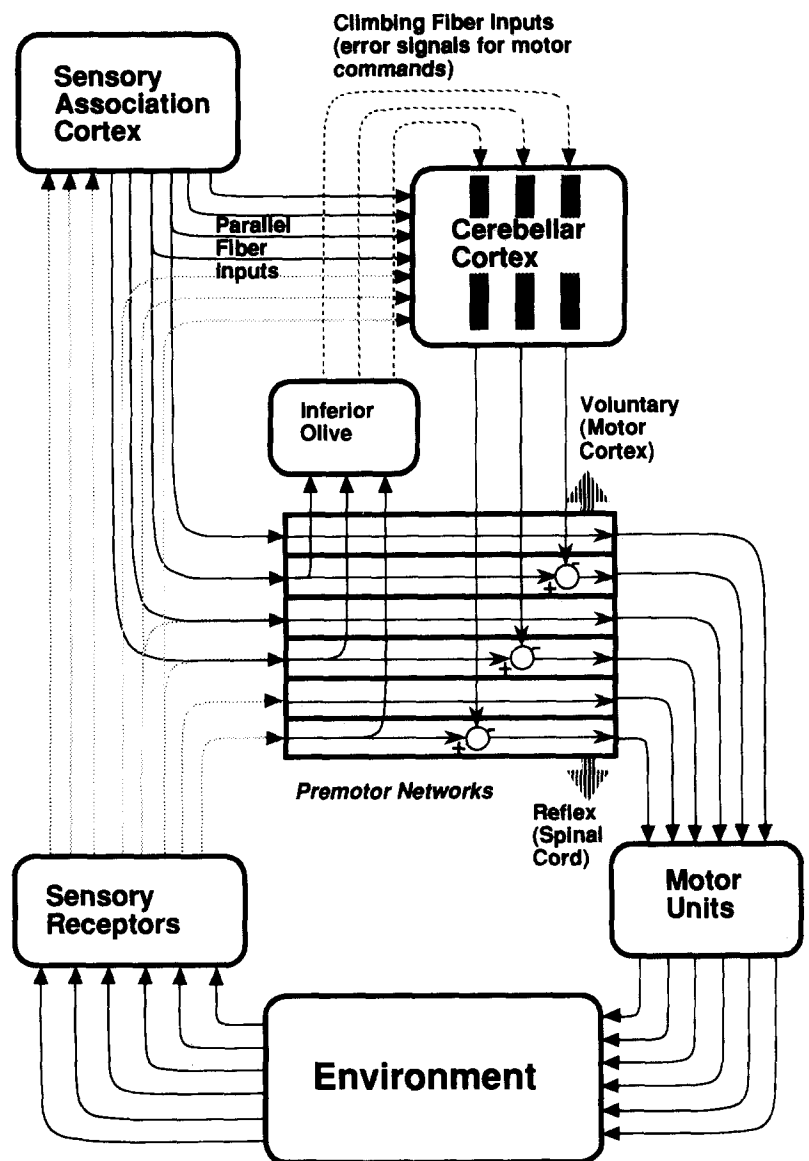 Climbing Fiber Inputs
(error signals for motor
commands)
Sensory
Association
Cortex
Parallel
Fiber
Inputs
Cerebellar
Cortex
Inferior
Olive
Voluntary
(Motor
Cortex)
+ -
+ -
+ -
Premotor Networks
Reflex
(Spinal
Cord)
Sensory
Receptors
Motor
Units
Environment